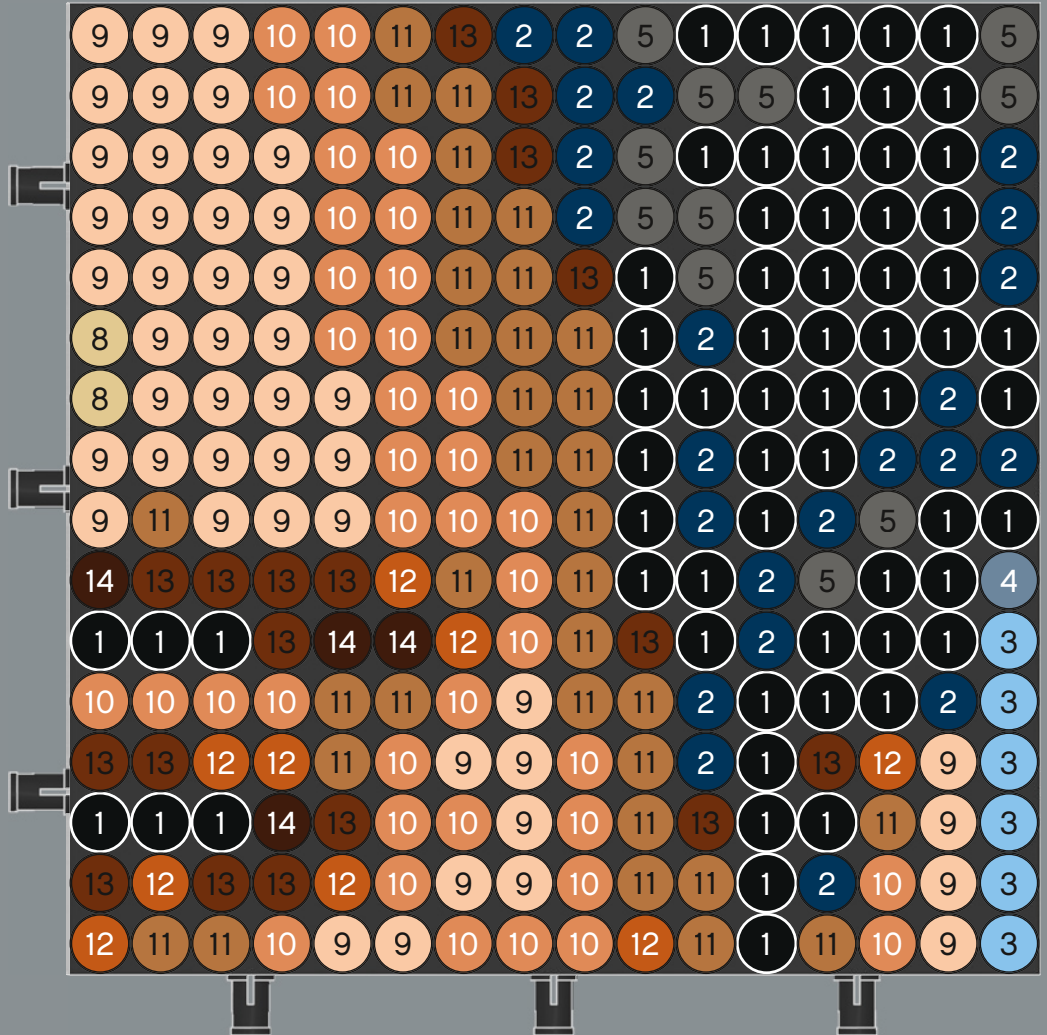 9 9 9 10 10 11 13 2 2 5 1 1 1 1 1 5
9 9 9 10 10 11 11 13 2 2 5 5 1 1 1 5
9 9 9 9 10 10 11 13 2 5 1 1 1 1 1 2
9 9 9 9 10 10 11 11 2 5 5 1 1 1 1 2
9 9 9 9 10 10 11 11 13 1 5 1 1 1 1 2
8 9 9 9 10 10 11 11 11 1 2 1 1 1 1 1
8 9 9 9 9 10 10 11 11 1 1 1 1 1 2 1
9 9 9 9 9 10 10 11 11 1 2 1 1 2 2 2
9 11 9 9 9 10 10 10 11 1 2 1 2 5 1 1
14 13 13 13 13 12 11 10 11 1 1 2 5 1 1 4
1 1 1 13 14 14 12 10 11 13 1 2 1 1 1 3
10 10 10 10 11 11 10 9 11 11 2 1 1 1 2 3
13 13 12 12 11 10 9 9 10 11 2 1 13 12 9 3
1 1 1 14 13 10 10 9 10 11 13 1 1 11 9 3
13 12 13 13 12 10 9 9 10 11 11 1 2 10 9 3
12 11 11 10 9 9 10 10 10 12 11 1 11 10 9 3